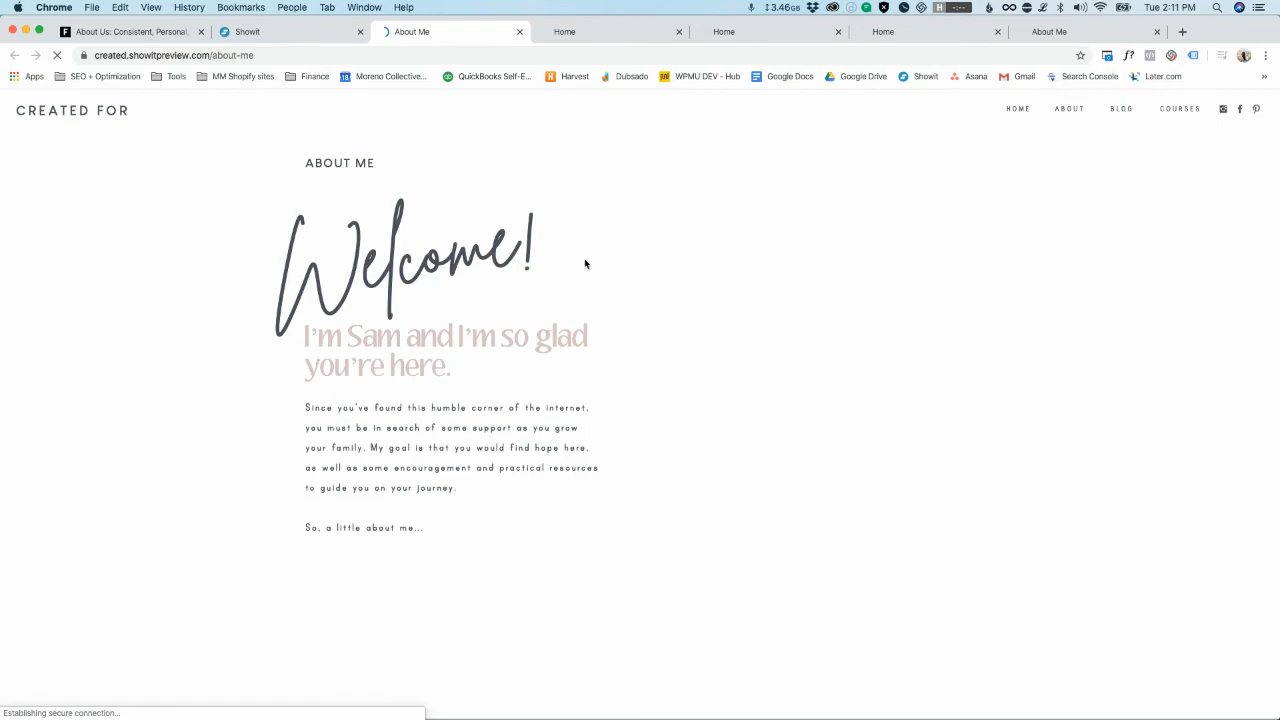 Chrome File Edit View History Bookmarks People Tab Window Help 3.46GB Tue 2:11 PM
About Us: Consistent, Personal, Showit About Me Home Home Home About Me
created.showitpreview.com/about-me
Apps SEO + Optimization Tools MM Shopify sites Finance Moreno Collective... QuickBooks Self-E... Harvest Dubsado WPMU DEV - Hub Google Docs Google Drive Showit Asana Gmail Search Console Later.com
CREATED FOR
HOME ABOUT BLOG COURSES
ABOUT ME
Welcome!
I'm Sam and I'm so glad
you're here.
Since you've found this humble corner of the internet,
you must be in search of some support as you grow
your family. My goal is that you would find hope here,
as well as some encouragement and practical resources
to guide you on your journey.
So, a little about me...
Establishing secure connection...